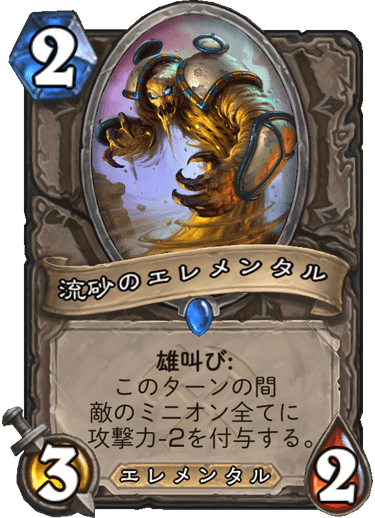 2
流砂のエレメンタル
雄叫び:
このターンの間
敵のミニオン全てに
攻撃力-2を付与する。
3
エレメンタル
2